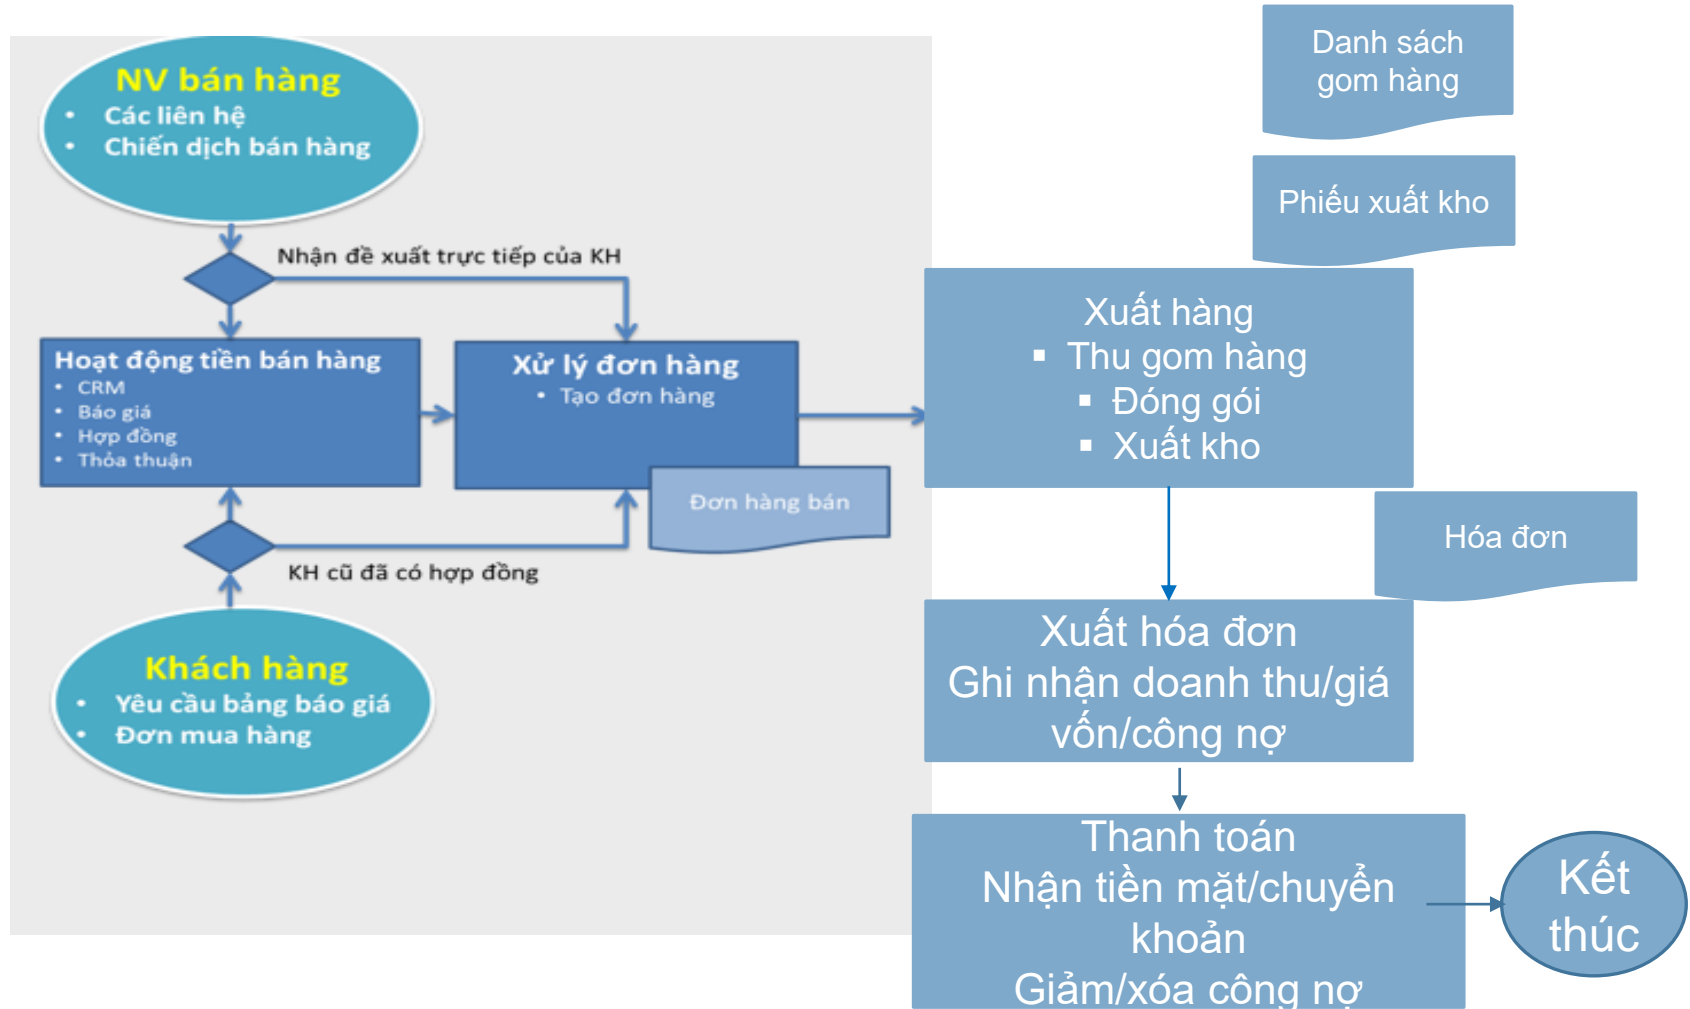 NV bán hàng
• Các liên hệ
• Chiến dịch bán hàng
Nhận đề xuất trực tiếp của KH
Hoạt động tiền bán hàng
• CRM
• Báo giá
• Hợp đồng
• Thỏa thuận
Xử lý đơn hàng
• Tạo đơn hàng
Đơn hàng bán
KH cũ đã có hợp đồng
Khách hàng
• Yêu cầu bảng báo giá
• Đơn mua hàng
Danh sách
gom hàng
Phiếu xuất kho
Xuất hàng
▪ Thu gom hàng
▪ Đóng gói
▪ Xuất kho
Hóa đơn
Xuất hóa đơn
Ghi nhận doanh thu/giá
vốn/công nợ
Thanh toán
Nhận tiền mặt/chuyển
khoản
Giảm/xóa công nợ
Kết
thúc